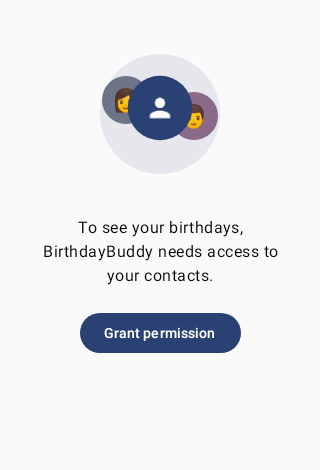 To see your birthdays,
BirthdayBuddy needs access to
your contacts.
Grant permission